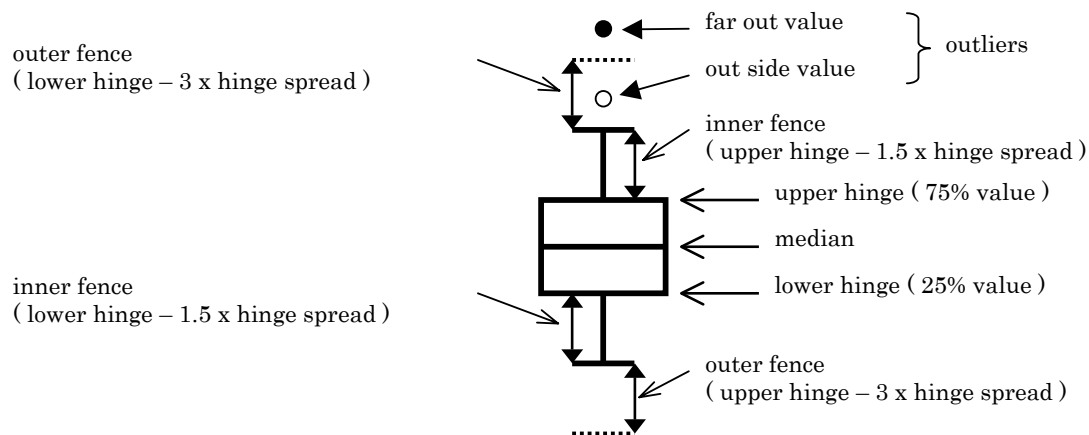 far out value
outliers
outer fence
( lower hinge – 3 x hinge spread )
out side value
inner fence
( upper hinge – 1.5 x hinge spread )
upper hinge ( 75% value )
median
inner fence
( lower hinge – 1.5 x hinge spread )
lower hinge ( 25% value )
outer fence
( upper hinge – 3 x hinge spread )